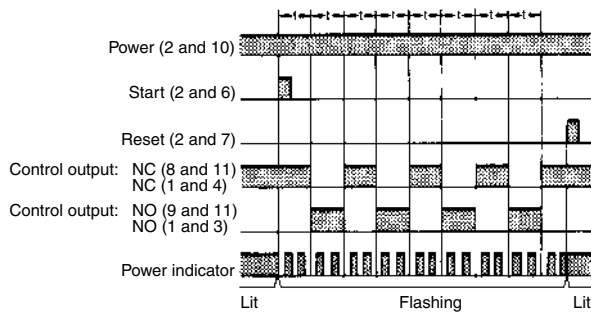 t t t t t t t t
Power (2 and 10)
Start (2 and 6)
Reset (2 and 7)
Control output: NC (8 and 11)
NC (1 and 4)
Control output: NO (9 and 11)
NO (1 and 3)
Power indicator
Lit Flashing Lit